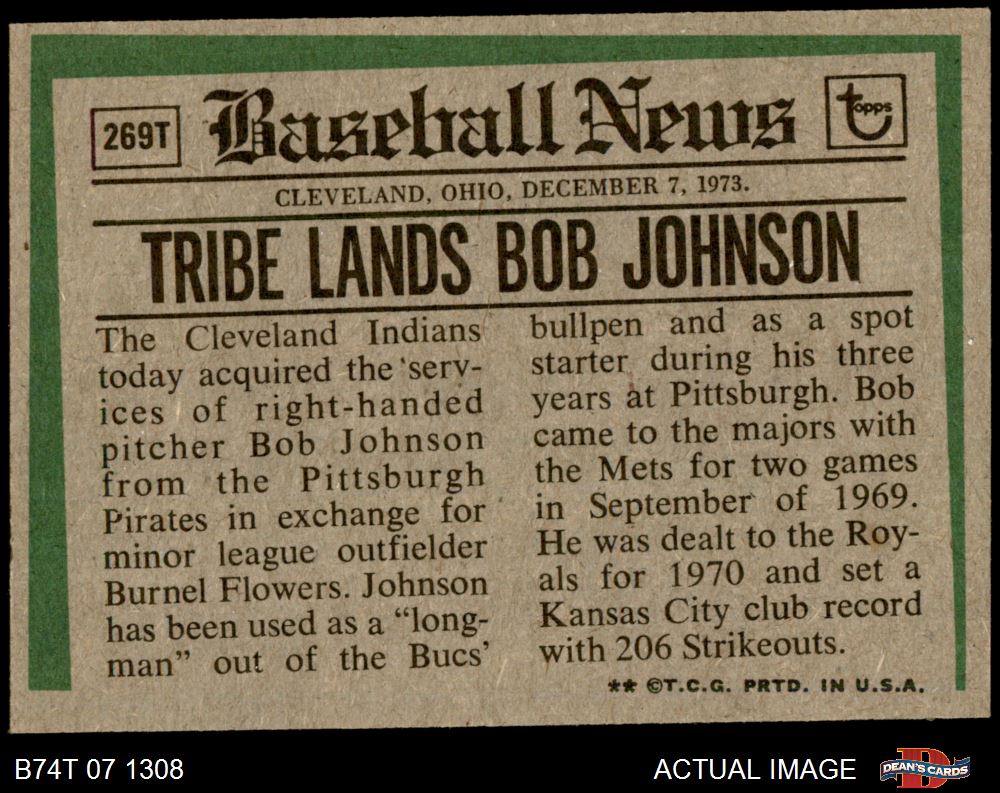 269T
Baseball News
topps
CLEVELAND, OHIO, DECEMBER 7, 1973.
TRIBE LANDS BOB JOHNSON
The Cleveland Indians
today acquired the serv-
ices of right-handed
pitcher Bob Johnson
from the Pittsburgh
Pirates in exchange for
minor league outfielder
Burnel Flowers. Johnson
has been used as a “long-
man” out of the Bucs’
bullpen and as a spot
starter during his three
years at Pittsburgh. Bob
came to the majors with
the Mets for two games
in September of 1969.
He was dealt to the Roy-
als for 1970 and set a
Kansas City club record
with 206 Strikeouts.
** ©T.C.G. PRTD. IN U.S.A.
B74T 07 1308
ACTUAL IMAGE
DEAN'S CARDS